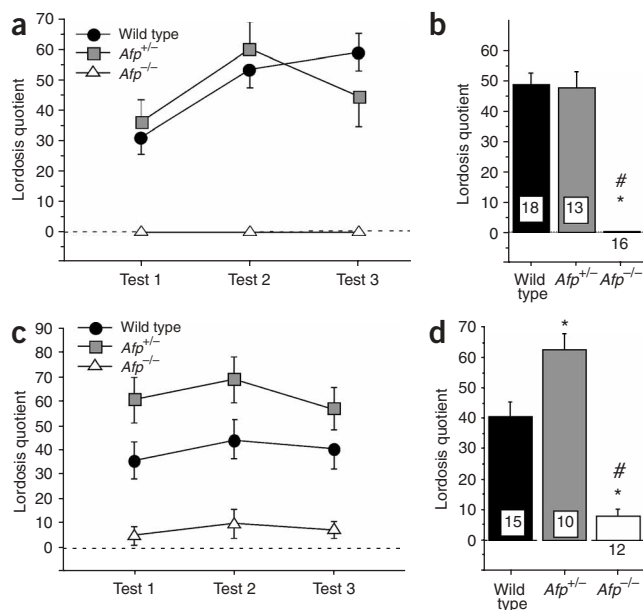 a
Wild type
Afp+/–
Afp–/–
Lordosis quotient
70
60
50
40
30
20
10
0
Test 1
Test 2
Test 3
b
Lordosis quotient
60
50
40
30
20
10
0
18
13
#
*
16
Wild type
Afp+/–
Afp–/–
c
Wild type
Afp+/–
Afp–/–
Lordosis quotient
90
80
70
60
50
40
30
20
10
0
Test 1
Test 2
Test 3
d
Lordosis quotient
70
60
50
40
30
20
10
0
15
*
10
#
*
12
Wild
type
Afp+/–
Afp–/–